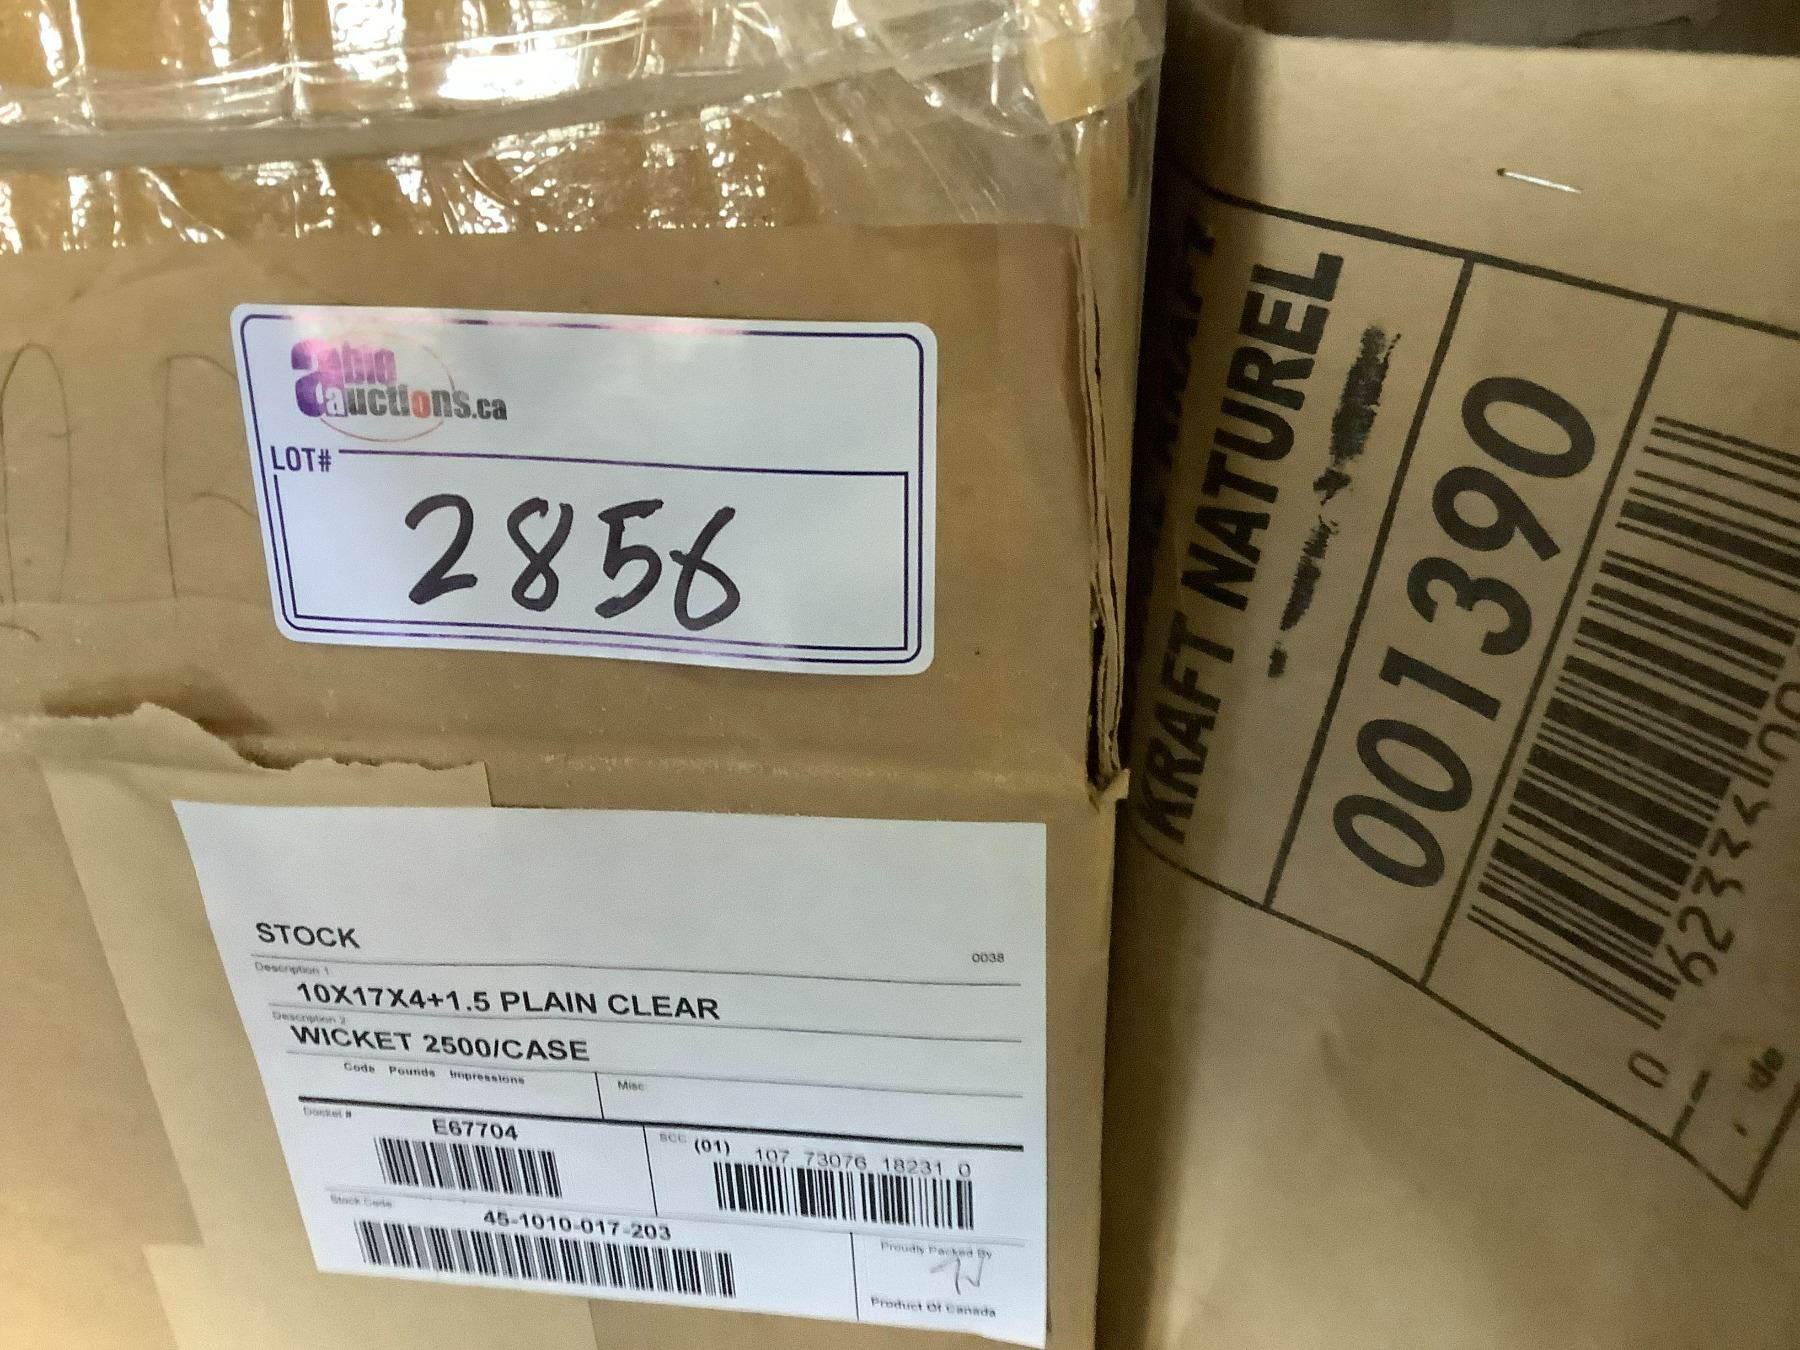 able
auctions.ca
LOT#
2856
STOCK
0038
Description 1
10X17X4+1.5 PLAIN CLEAR
Description 2
WICKET 2500/CASE
Code Pounds Impressions
Misc
Docket #
E67704
SCC (01) 107 73076 18231 0
Stock Code
45-1010-017-203
Proudly Packed By
Product Of Canada
KRAFT NATUREL
001390